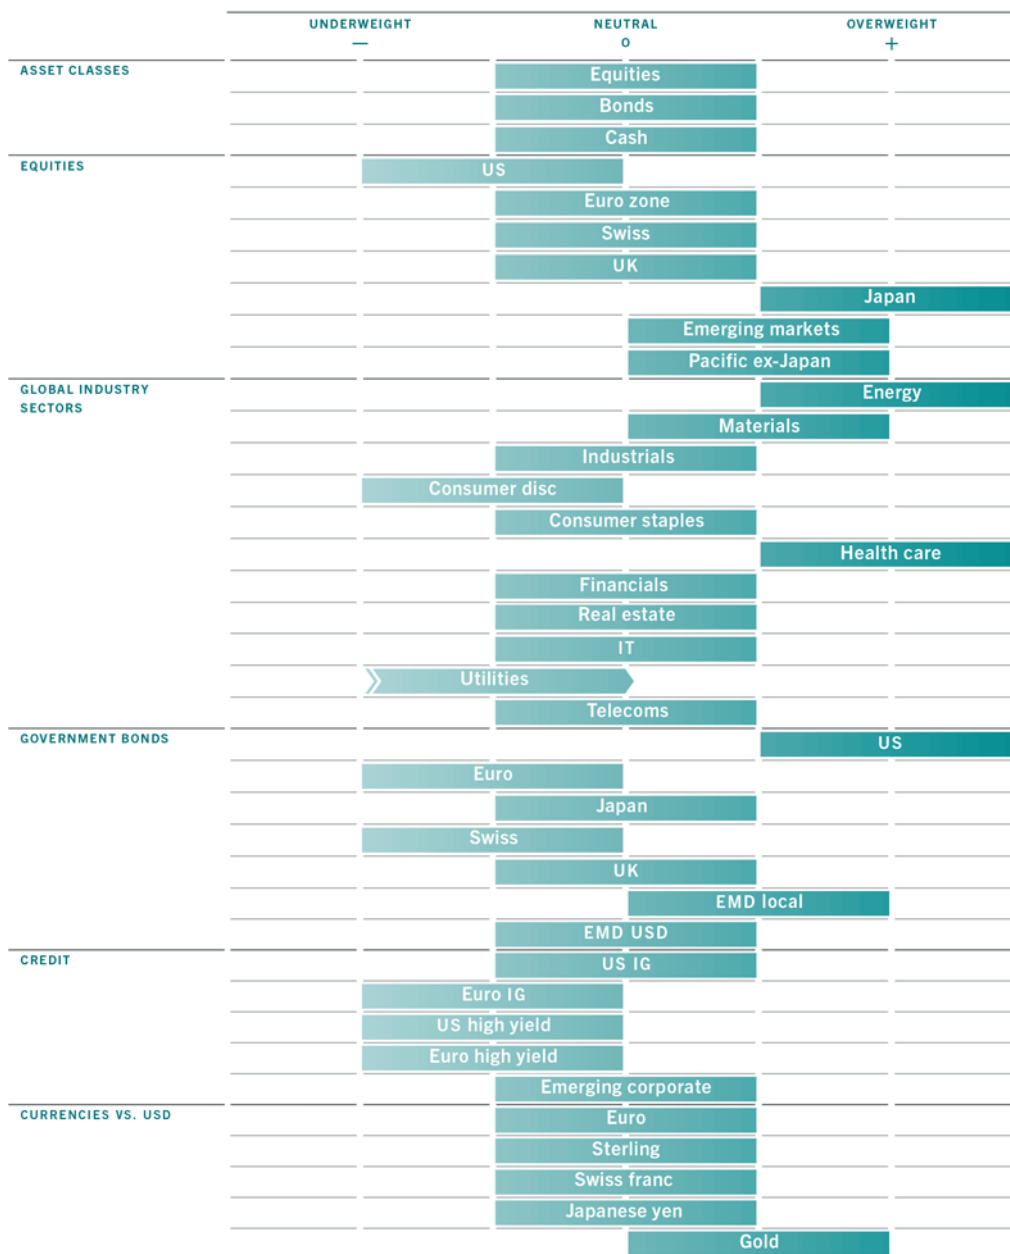 UNDERWEIGHT NEUTRAL OVERWEIGHT
— o +
ASSET CLASSES Equities
Bonds
Cash
EQUITIES US
Euro zone
Swiss
UK
Japan
Emerging markets
Pacific ex-Japan
GLOBAL INDUSTRY Energy
SECTORS
Materials
Industrials
Consumer disc
Consumer staples
Health care
Financials
Real estate
IT
Utilities
Telecoms
GOVERNMENT BONDS US
Euro
Japan
Swiss
UK
EMD local
EMD USD
CREDIT US IG
Euro IG
US high yield
Euro high yield
Emerging corporate
CURRENCIES VS. USD Euro
Sterling
Swiss franc
Japanese yen
Gold